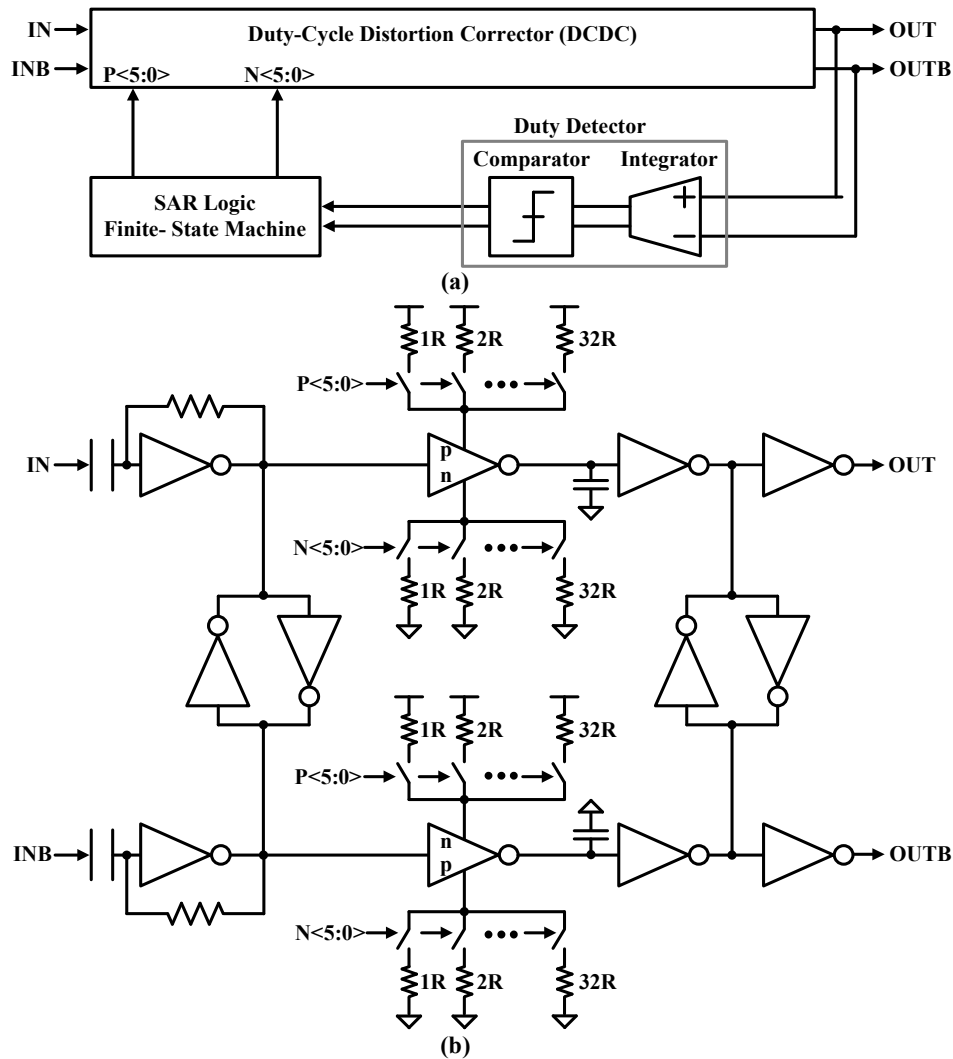 IN
Duty-Cycle Distortion Corrector (DCDC)
OUT
INB
P<5:0>
N<5:0>
OUTB
Duty Detector
Comparator
Integrator
SAR Logic
Finite- State Machine
+
−
(a)
1R
2R
32R
P<5:0>
IN
p
n
OUT
N<5:0>
1R
2R
32R
1R
2R
32R
P<5:0>
INB
n
p
OUTB
N<5:0>
1R
2R
32R
(b)